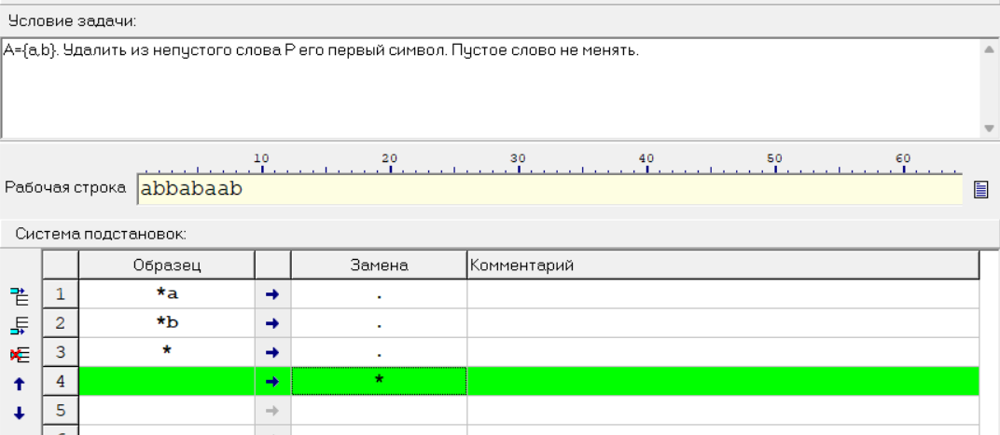 Условие задачи:
A={a,b}. Удалить из непустого слова P его первый символ. Пустое слово не менять.
10 20 30 40 50 60
Рабочая строка abbabaab
Система подстановок:
Образец Замена Комментарий
1 *a → .
2 *b → .
3 * → .
4 → *
5 →